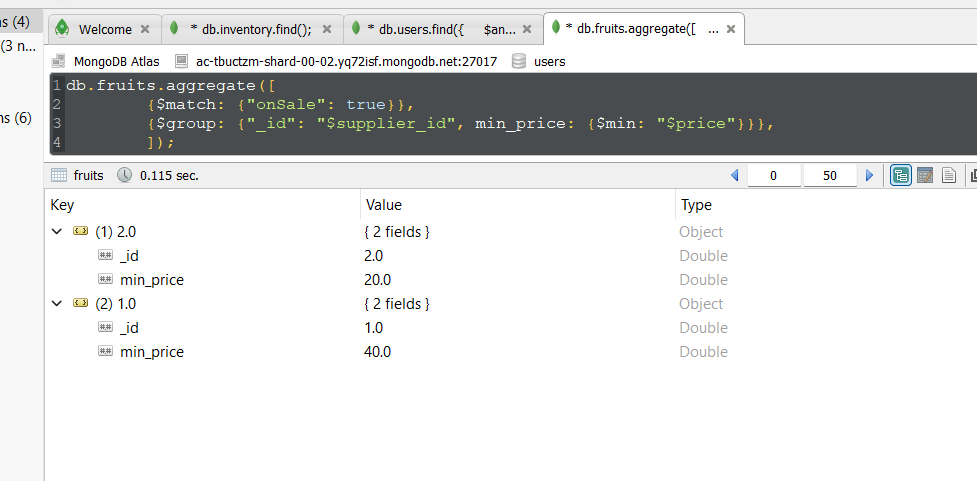 ns (4)
(3 n...
ns (6)
Welcome
* db.inventory.find();
* db.users.find({ $an...
* db.fruits.aggregate([ ...
MongoDB Atlas
ac-tbuctzm-shard-00-02.yq72isf.mongodb.net:27017
users
1 db.fruits.aggregate([
2 {$match: {"onSale": true}},
3 {$group: {"_id": "$supplier_id", min_price: {$min: "$price"}}},
4 ]);
fruits 0.115 sec. 0 50
Key Value Type
(1) 2.0 { 2 fields } Object
_id 2.0 Double
min_price 20.0 Double
(2) 1.0 { 2 fields } Object
_id 1.0 Double
min_price 40.0 Double